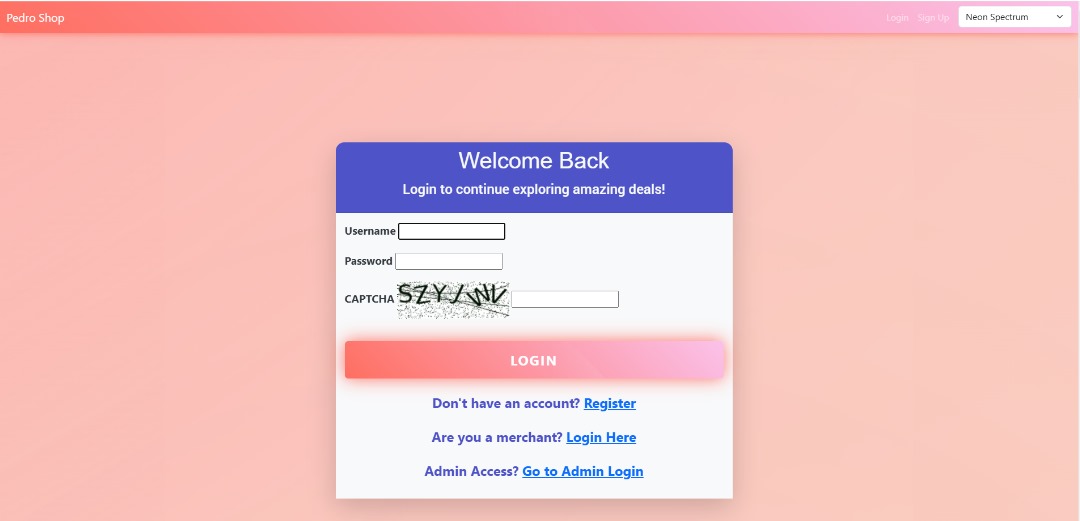 Pedro Shop
Login Sign Up Neon Spectrum
Welcome Back
Login to continue exploring amazing deals!
Username
Password
CAPTCHA
LOGIN
Don't have an account? Register
Are you a merchant? Login Here
Admin Access? Go to Admin Login